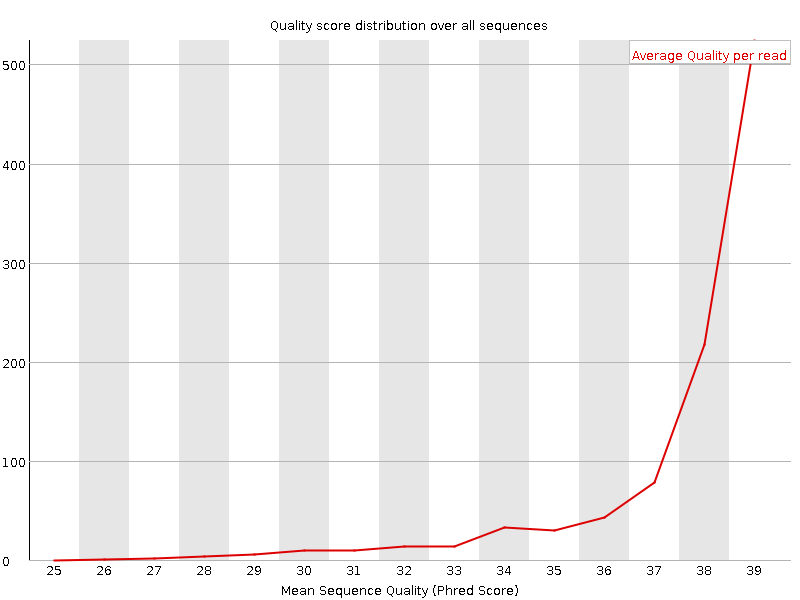 Quality score distribution over all sequences
Average Quality per read
500
400
300
200
100
0
25 26 27 28 29 30 31 32 33 34 35 36 37 38 39
Mean Sequence Quality (Phred Score)